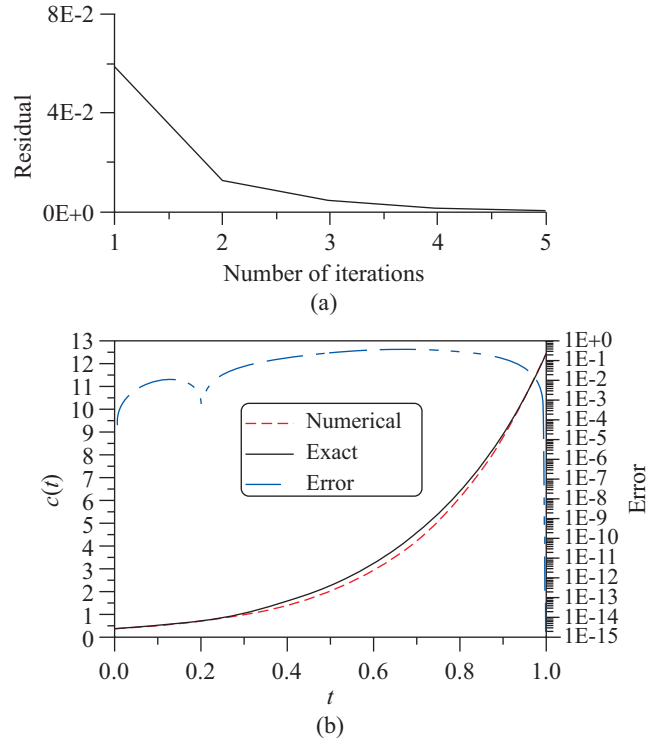 8E-2
4E-2
0E+0
Residual
1
2
3
4
5
Number of iterations
(a)
13
12
11
10
9
8
7
6
5
4
3
2
1
0
c(t)
Numerical
Exact
Error
1E+0
1E-1
1E-2
1E-3
1E-4
1E-5
1E-6
1E-7
1E-8
1E-9
1E-10
1E-11
1E-12
1E-13
1E-14
1E-15
Error
0.0
0.2
0.4
0.6
0.8
1.0
t
(b)